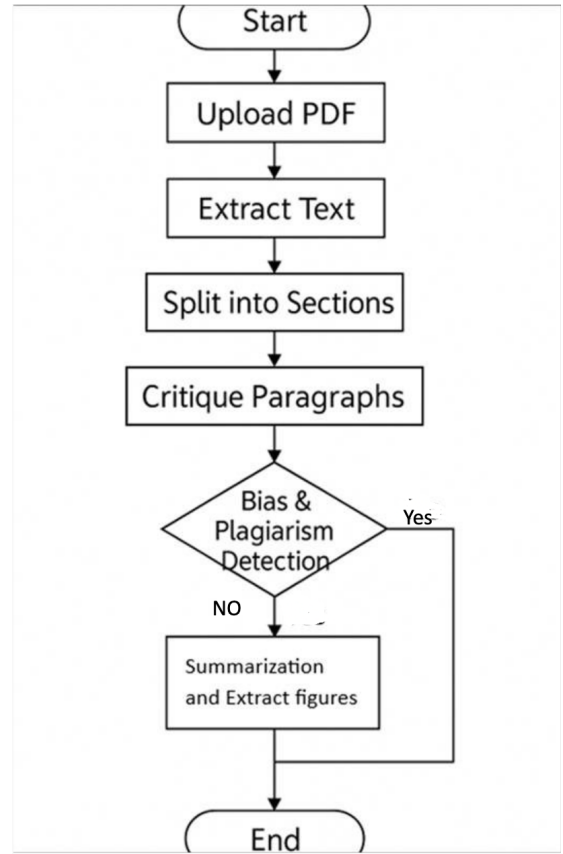 Start
Upload PDF
Extract Text
Split into Sections
Critique Paragraphs
Bias &
Plagiarism
Detection
Yes
NO
Summarization
and Extract figures
End